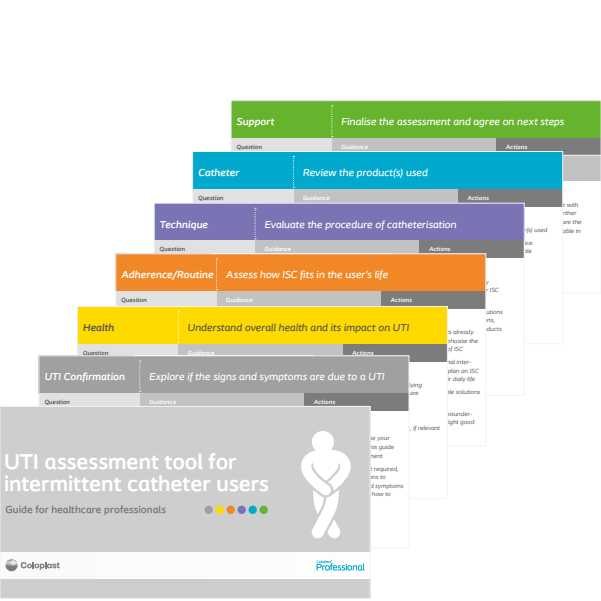 Support
Finalise the assessment and agree on next steps
Question
Guidance
Actions
Catheter
Review the product(s) used
Question
Guidance
Actions
Technique
Evaluate the procedure of catheterisation
Question
Guidance
Actions
Adherence/Routine
Assess how ISC fits in the user's life
Question
Guidance
Actions
Health
Understand overall health and its impact on UTI
Question
Guidance
Actions
UTI Confirmation
Explore if the signs and symptoms are due to a UTI
Question
Guidance
Actions
UTI assessment tool for
intermittent catheter users
Guide for healthcare professionals
Coloplast
Coloplast
Professional